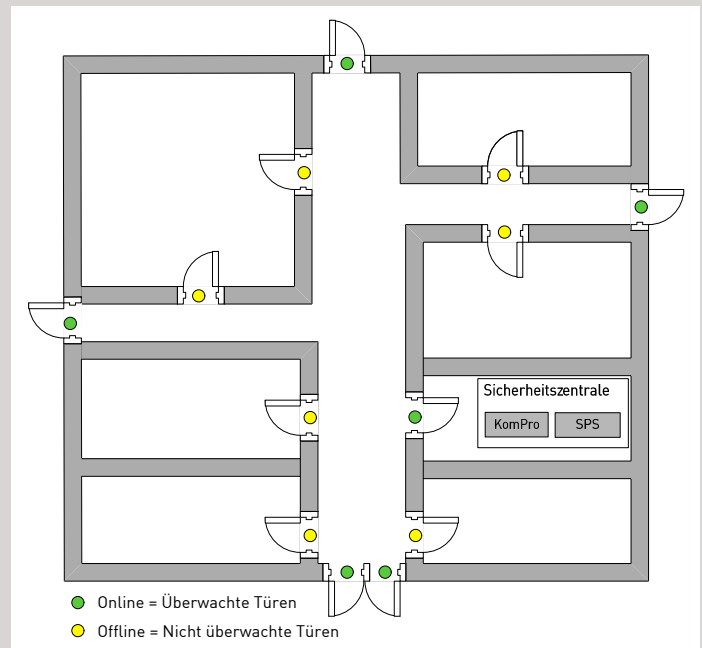 Sicherheitszentrale
KomPro SPS
Online = Überwachte Türen
Offline = Nicht überwachte Türen